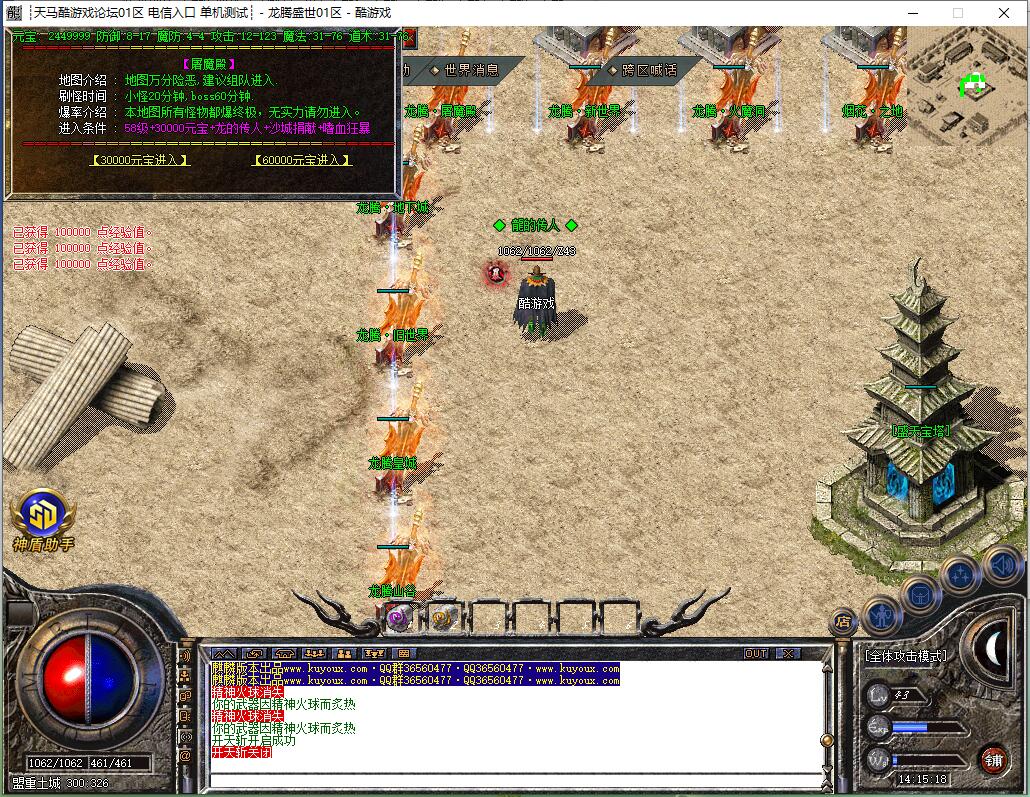 天马酷游戏论坛01区 电信入口 单机测试 - 龙腾盛世01区 - 酷游戏
元宝~2449999 防御~8-17 魔防~4-4 攻击~12-123 魔法~31-76 道术~31-76
【屠魔殿】
地图介绍 : 地图万分险恶,建议组队进入.
刷怪时间 : 小怪20分钟,boss60分钟.
爆率介绍 : 本地图所有怪物都爆终极,无实力请勿进入。
进入条件 : 58级+30000元宝+龙的传人+沙城捐献+嗜血狂暴
【30000元宝进入】 【60000元宝进入】
世界消息
跨区喊话
龙腾·屠魔殿
龙腾·新世界
龙腾·火魔洞
烟花·之地
龙腾·地下城
已获得 100000 点经验值。
已获得 100000 点经验值。
已获得 100000 点经验值。
龍的传人
1062/1062/Z43
酷游戏
龙腾·旧世界
龙腾皇城
[盛天宝塔]
神盾助手
龙腾山谷
店
OUT
[全体攻击模式]
麒麟版本出品www.kuyoux.com·QQ群36560477·QQ36560477·www.kuyoux.com
麒麟版本出品www.kuyoux.com·QQ群36560477·QQ36560477·www.kuyoux.com
精神火球消失
你的武器因精神火球而炙热
精神火球消失
你的武器因精神火球而炙热
开天斩开启成功
开天斩关闭
Lv 43
Exp
1062/1062 461/461
盟重土城 300:326
铺
14:15:18